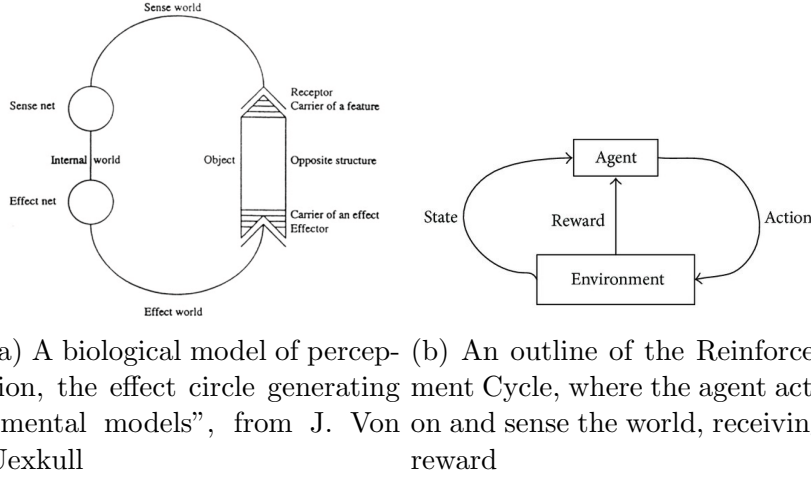 Sense world
Receptor
Carrier of a feature
Sense net
Internal world
Object
Opposite structure
Effect net
Carrier of an effect
Effector
Effect world
Agent
State
Reward
Action
Environment
a) A biological model of percep-
ion, the effect circle generating
mental models”, from J. Von
Uexkull
(b) An outline of the Reinforce
ment Cycle, where the agent act
on and sense the world, receivin
reward